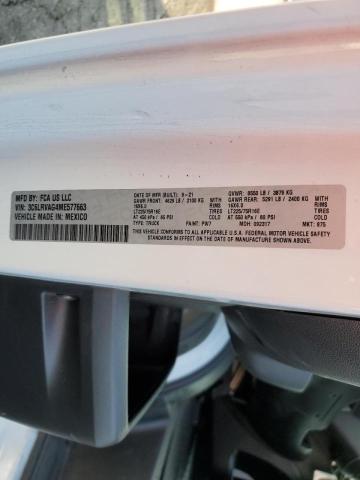 MFD BY: FCA US LLC DATE OF MFR (BUILT): 9-21 GVWR: 8550 LB / 3879 KG
VIN: 3C6LRVAG4ME577663 GAWR FRONT: 4629 LB / 2100 KG WITH GAWR REAR: 5291 LB / 2400 KG WITH
VEHICLE MADE IN: MEXICO 16X6.0 RIMS 16X6.0 RIMS
LT225/75R16E TIRES LT225/75R16E TIRES
AT 450 kPa / 65 PSI COLD AT 550 kPa / 80 PSI COLD
TYPE: TRUCK PAINT: PW7 MDH: 092317 MKT: 875
THIS VEHICLE CONFORMS TO ALL APPLICABLE U.S.A. FEDERAL MOTOR VEHICLE SAFETY
STANDARDS IN EFFECT ON THE DATE OF MANUFACTURE SHOWN ABOVE